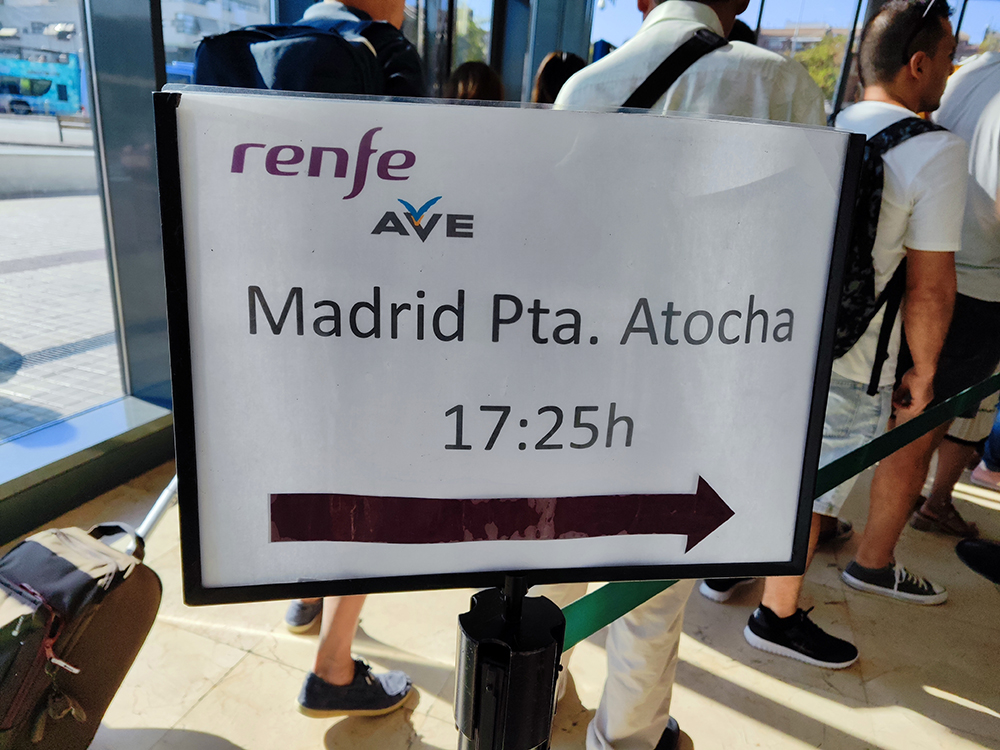 renfe
AVE
Madrid Pta. Atocha
17:25h